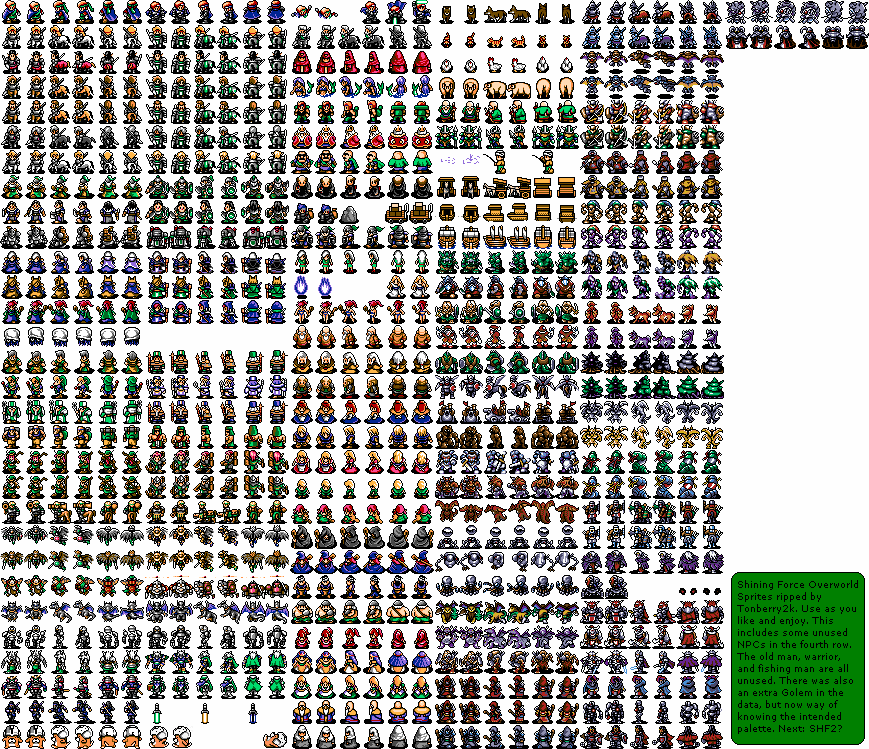 Shining Force Overworld
Sprites ripped by
Tonberry2k. Use as you
like and enjoy. This
includes some unused
NPCs in the fourth row.
The old man, warrior,
and fishing man are all
unused. There was also
an extra Golem in the
data, but now way of
knowing the intended
palette. Next: SHF2?